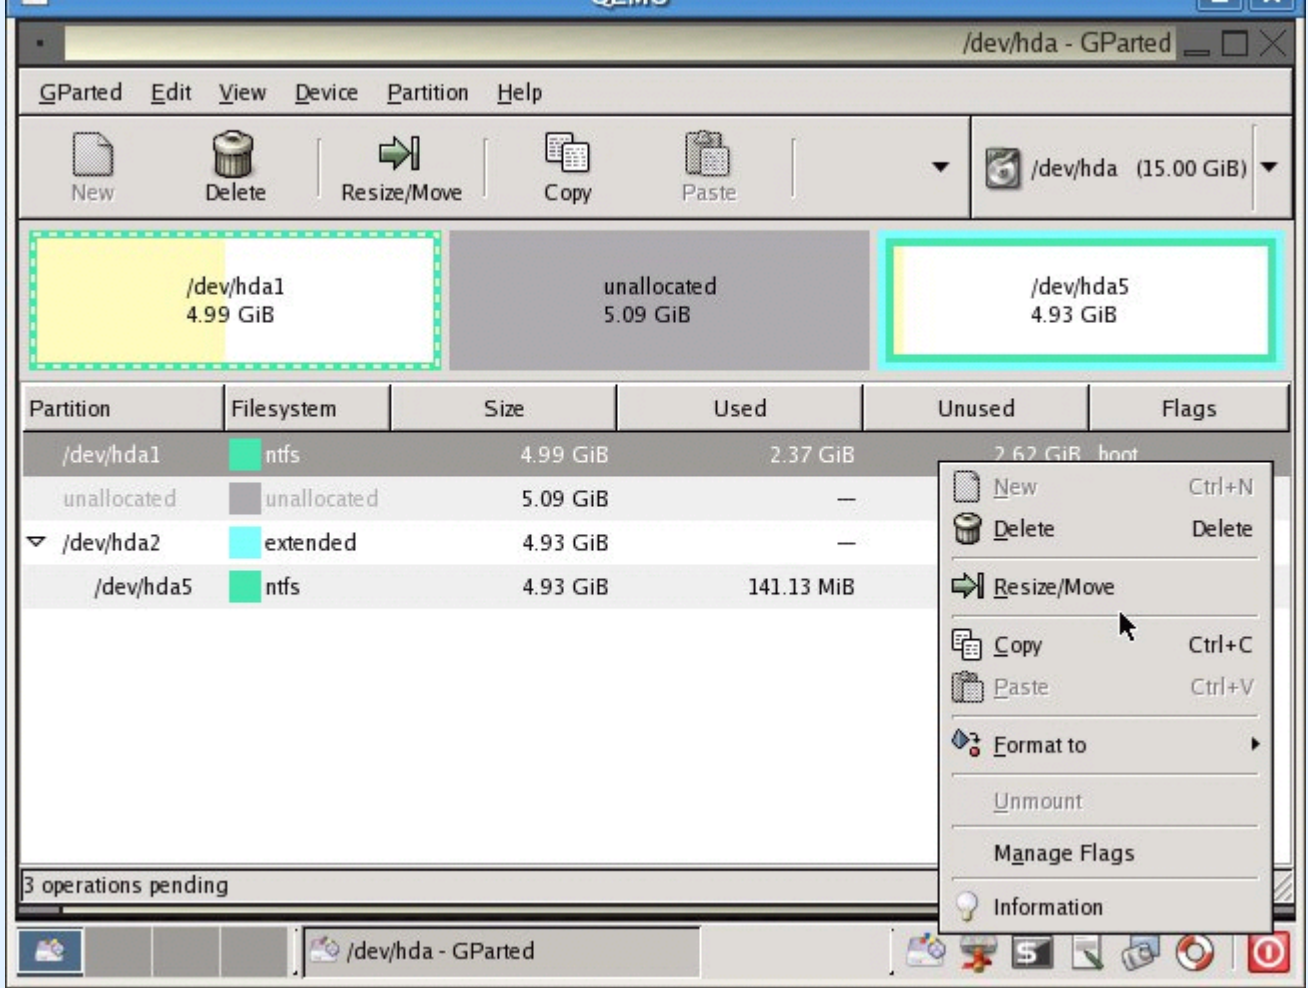 /dev/hda - GParted
GParted Edit View Device Partition Help
New Delete Resize/Move Copy Paste /dev/hda (15.00 GiB)
/dev/hda1 unallocated /dev/hda5
4.99 GiB 5.09 GiB 4.93 GiB
Partition Filesystem Size Used Unused Flags
/dev/hda1 ntfs 4.99 GiB 2.37 GiB 2.62 GiB boot
unallocated unallocated 5.09 GiB —
/dev/hda2 extended 4.93 GiB —
/dev/hda5 ntfs 4.93 GiB 141.13 MiB
New Ctrl+N
Delete Delete
Resize/Move
Copy Ctrl+C
Paste Ctrl+V
Format to
Unmount
Manage Flags
Information
3 operations pending
/dev/hda - GParted